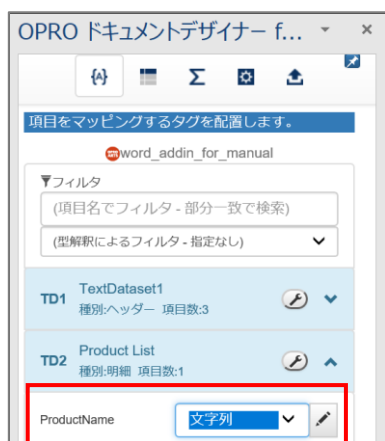 OPRO ドキュメントデザイナー f...
{A}
項目をマッピングするタグを配置します。
word_addin_for_manual
フィルタ
(項目名でフィルタ - 部分一致で検索)
(型解釈によるフィルタ - 指定なし)
TD1 TextDataset1
種別:ヘッダー 項目数:3
TD2 Product List
種別:明細 項目数:1
ProductName 文字列